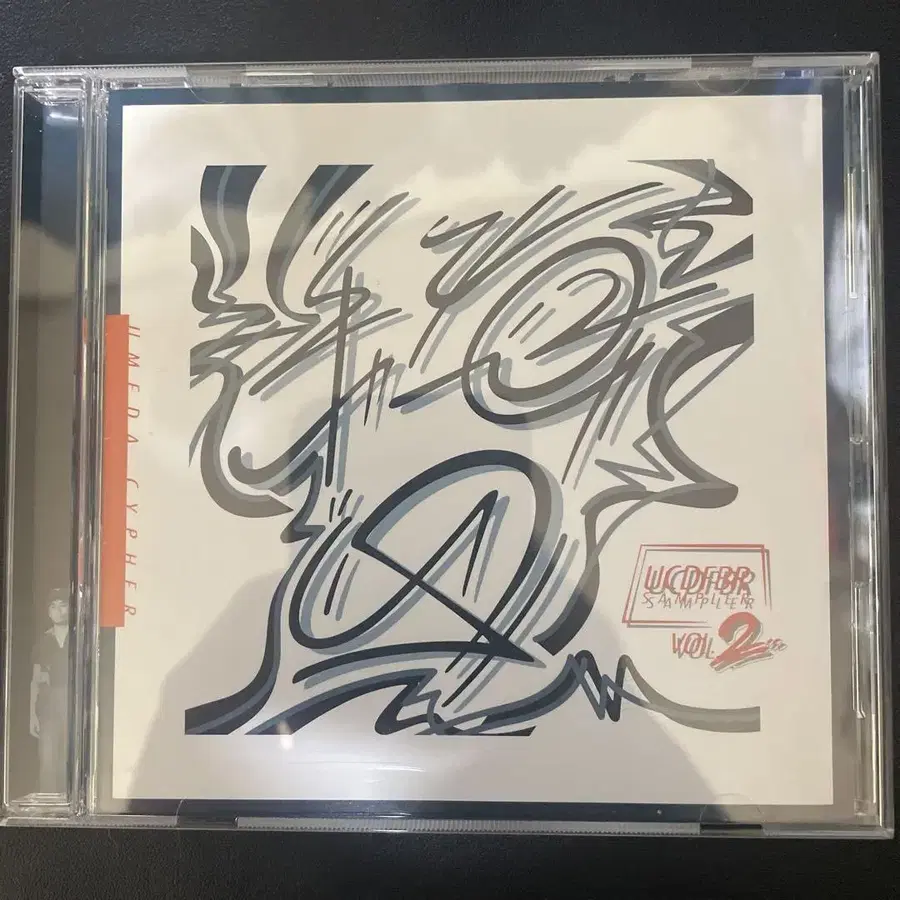 UMEDA CYPHER
UCDFBR
SAMPLER
VOL 2